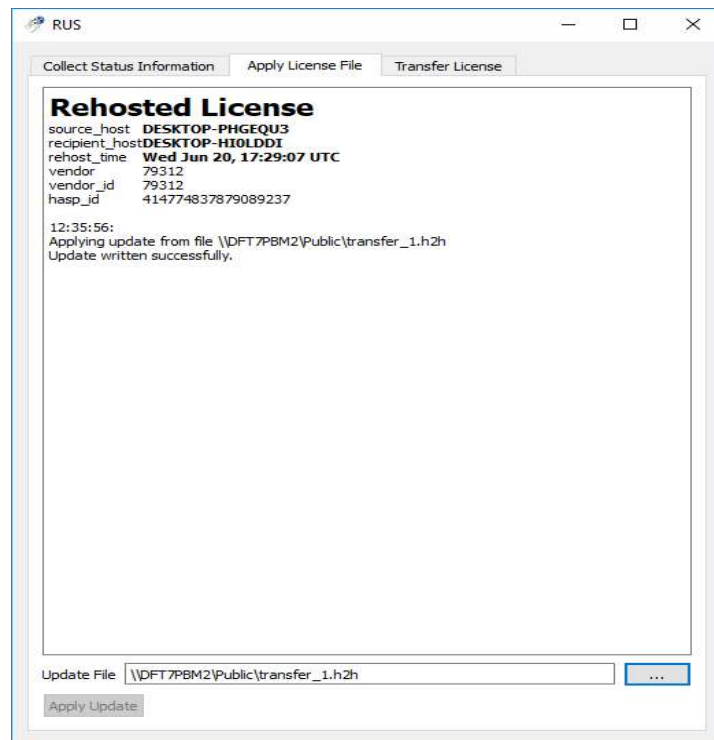 RUS
Collect Status Information Apply License File Transfer License
Rehosted License
source_host DESKTOP-PHGEQU3
recipient_host DESKTOP-HI0LDDI
rehost_time Wed Jun 20, 17:29:07 UTC
vendor 79312
vendor_id 79312
hasp_id 414774837879089237
12:35:56:
Applying update from file \\DFT7PBM2\Public\transfer_1.h2h
Update written successfully.
Update File \\DFT7PBM2\Public\transfer_1.h2h ...
Apply Update